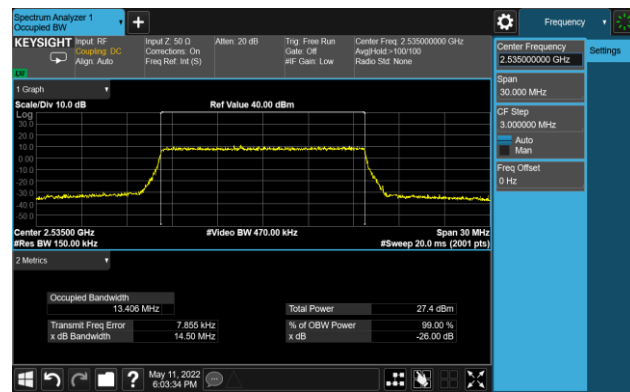 Spectrum Analyzer 1
Occupied BW
Frequency
KEYSIGHT
Input: RF
Coupling: DC
Align: Auto
Input Z: 50 Ω
Corrections: On
Freq Ref: Int (S)
Atten: 20 dB
Trig: Free Run
Gate: Off
#IF Gain: Low
Center Freq: 2.535000000 GHz
Avg|Hold:>100/100
Radio Std: None
Center Frequency
2.535000000 GHz
Settings
Span
30.000 MHz
CF Step
3.000000 MHz
Auto
Man
Freq Offset
0 Hz
1 Graph
Scale/Div 10.0 dB
Ref Value 40.00 dBm
Log
30.0
20.0
10.0
0.00
-10.0
-20.0
-30.0
-40.0
-50.0
Center 2.53500 GHz
#Video BW 470.00 kHz
Span 30 MHz
#Res BW 150.00 kHz
#Sweep 20.0 ms (2001 pts)
2 Metrics
Occupied Bandwidth
13.406 MHz
Total Power 27.4 dBm
Transmit Freq Error 7.855 kHz
% of OBW Power 99.00 %
x dB Bandwidth 14.50 MHz
x dB -26.00 dB
May 11, 2022
6:03:34 PM